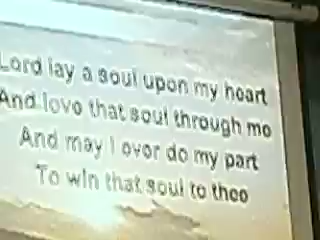 Lord lay a soul upon my heart
And love that soul through me
And may I ever do my part
To win that soul to thee